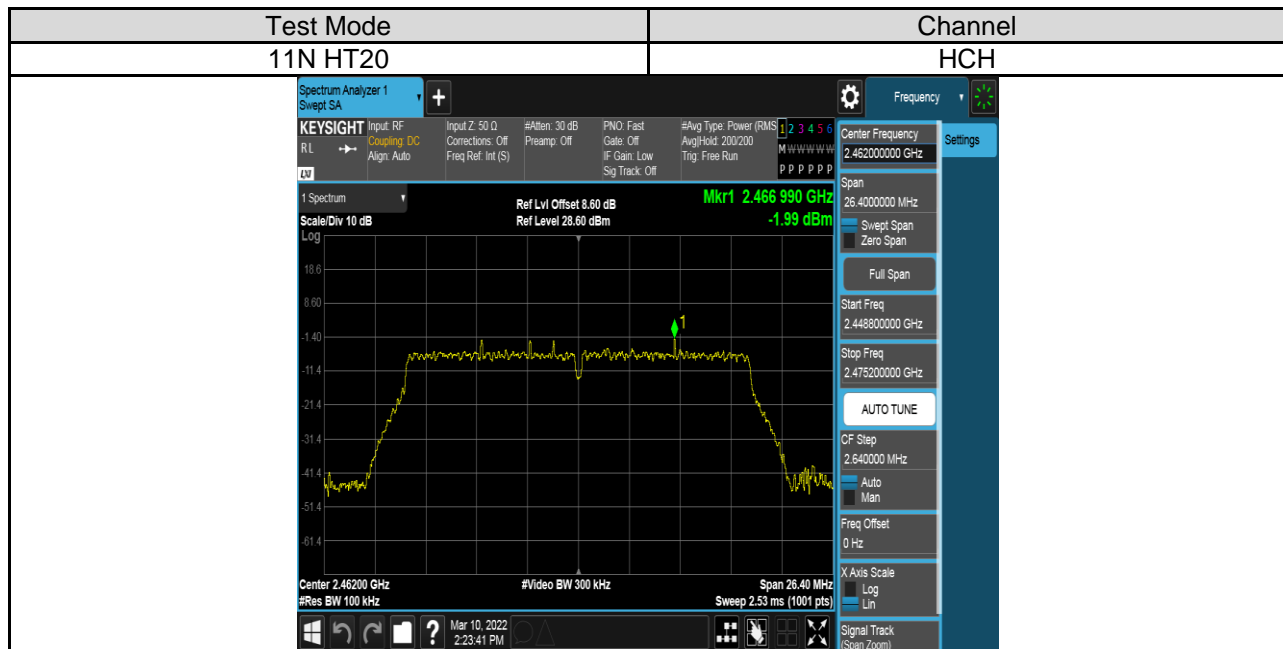 Test Mode Channel
11N HT20 HCH
Spectrum Analyzer 1
Swept SA
+
Frequency
KEYSIGHT Input: RF Input Z: 50 Ω #Atten: 30 dB PNO: Fast #Avg Type: Power (RMS 1 2 3 4 5 6
RL Coupling: DC Corrections: Off Preamp: Off Gate: Off Avg|Hold: 200/200 M W W W W W
Align: Auto Freq Ref: Int (S) IF Gain: Low Trig: Free Run
LXI Sig Track: Off P P P P P P
1 Spectrum Ref Lvl Offset 8.60 dB Mkr1 2.466 990 GHz
Scale/Div 10 dB Ref Level 28.60 dBm -1.99 dBm
Log
18.6
8.60
-1.40
1
-11.4
-21.4
-31.4
-41.4
-51.4
-61.4
Center 2.46200 GHz #Video BW 300 kHz Span 26.40 MHz
#Res BW 100 kHz Sweep 2.53 ms (1001 pts)
? Mar 10, 2022
2:23:41 PM
Center Frequency
2.462000000 GHz
Settings
Span
26.4000000 MHz
Swept Span
Zero Span
Full Span
Start Freq
2.448800000 GHz
Stop Freq
2.475200000 GHz
AUTO TUNE
CF Step
2.640000 MHz
Auto
Man
Freq Offset
0 Hz
X Axis Scale
Log
Lin
Signal Track
(Span Zoom)